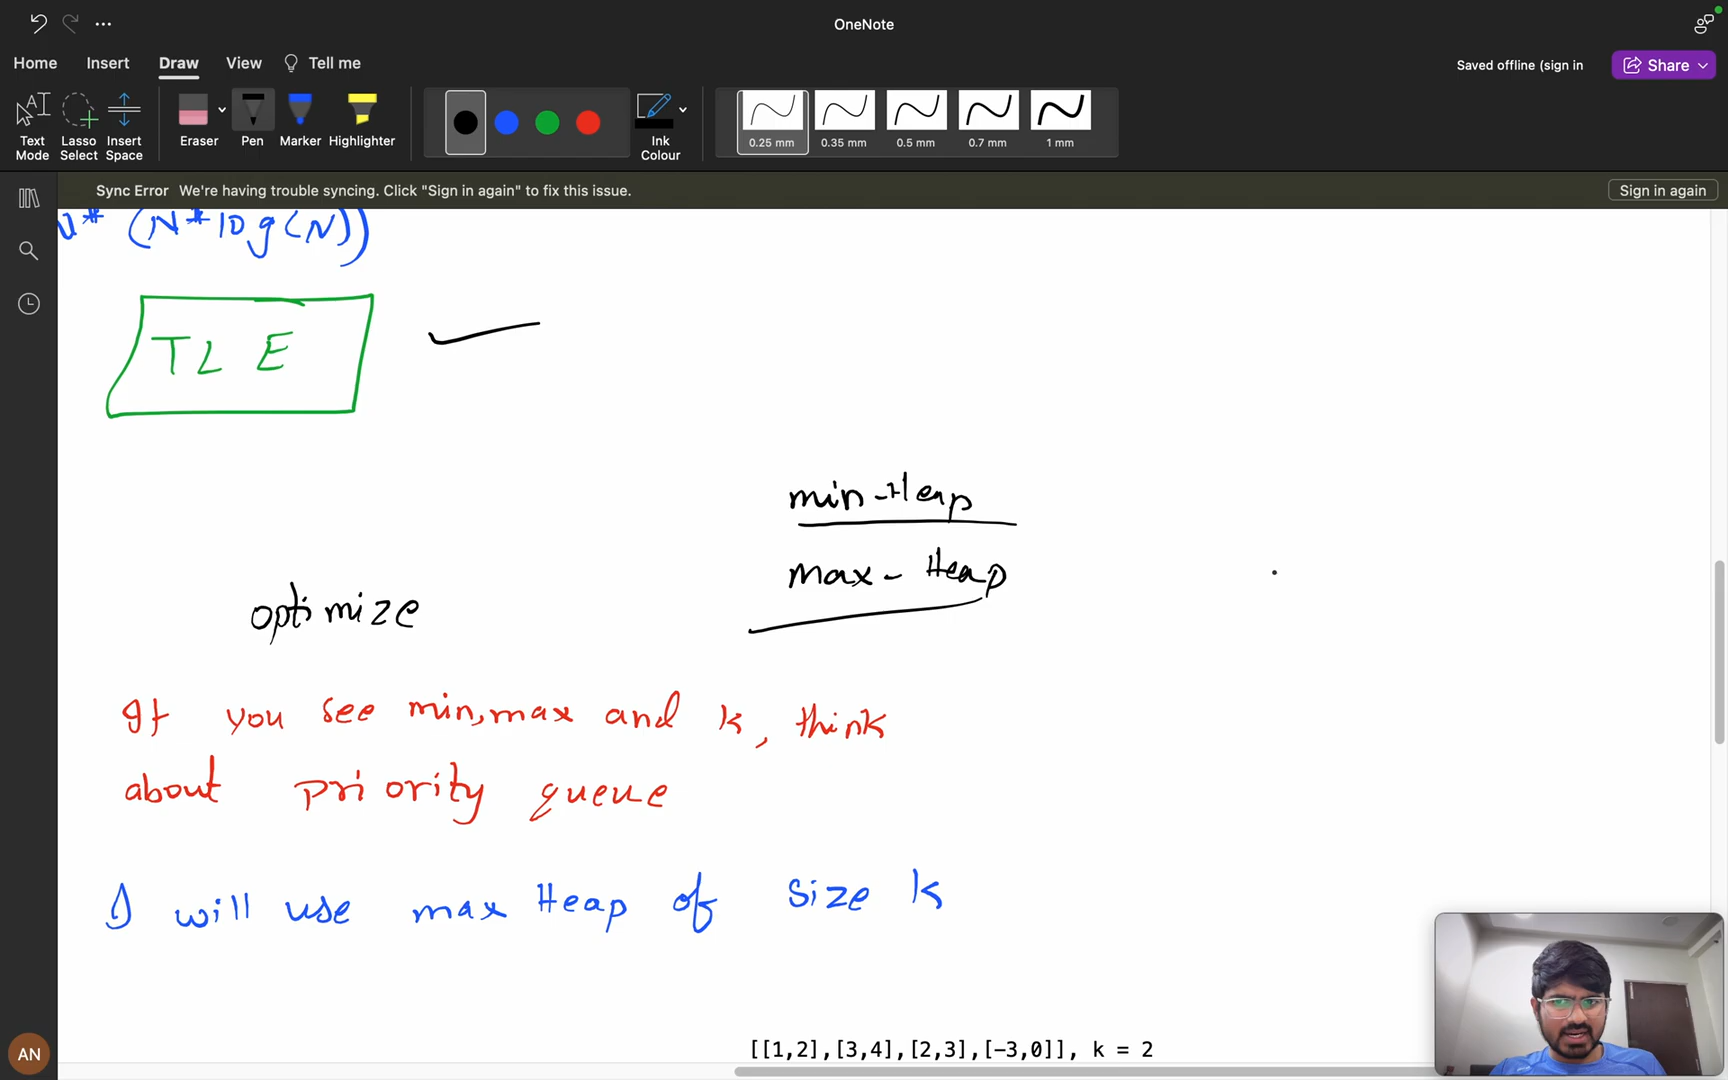 OneNote
Home Insert Draw View Tell me
Saved offline (sign in
Share
Text Mode
Lasso Select
Insert Space
Eraser
Pen
Marker
Highlighter
Ink Colour
0.25 mm
0.35 mm
0.5 mm
0.7 mm
1 mm
Sync Error We're having trouble syncing. Click "Sign in again" to fix this issue.
Sign in again
* (N*log(N))
TLE
min-Heap
max-Heap
optimize
If you see min,max and k, think
about priority queue
I will use max Heap of size k
[[1,2],[3,4],[2,3],[-3,0]], k = 2
AN